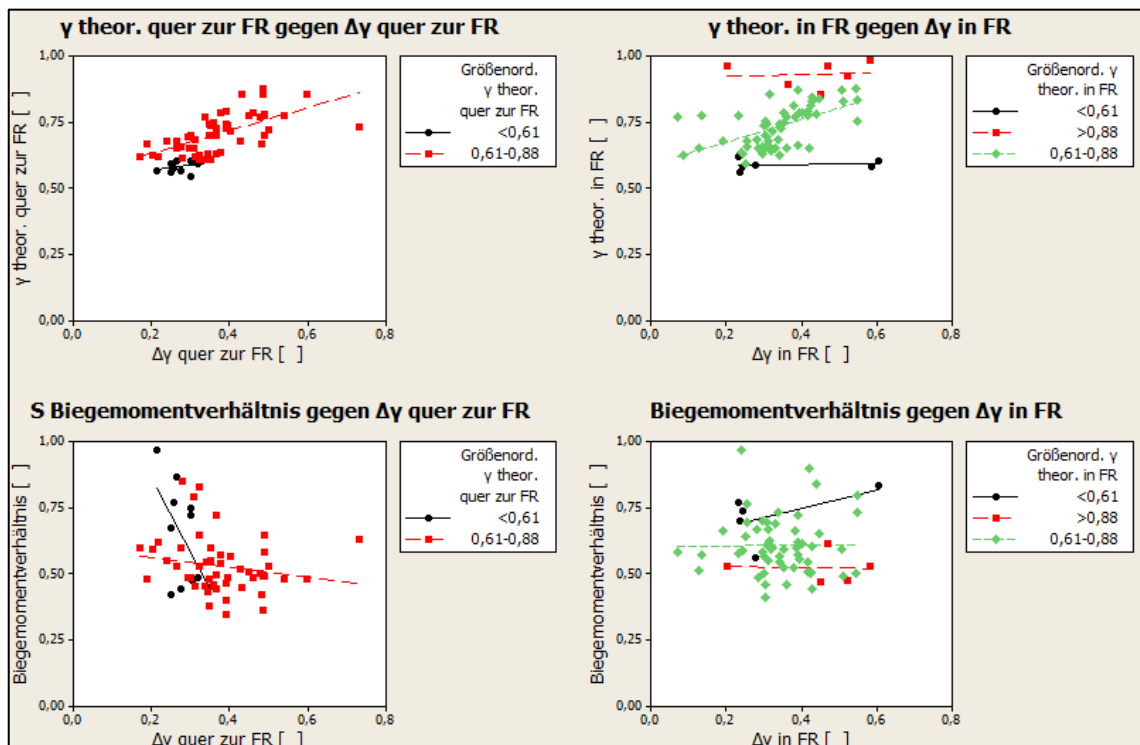 γ theor. quer zur FR gegen Δγ quer zur FR
γ theor. quer zur FR [ ]
1,00
0,75
0,50
0,25
0,00
0,0
0,2
0,4
0,6
0,8
Δγ quer zur FR [ ]
Größenord.
γ theor.
quer zur FR
<0,61
0,61-0,88
γ theor. in FR gegen Δγ in FR
γ theor. in FR [ ]
1,00
0,75
0,50
0,25
0,00
0,0
0,2
0,4
0,6
0,8
Δγ in FR [ ]
Größenord. γ
theor. in FR
<0,61
>0,88
0,61-0,88
S Biegemomentverhältnis gegen Δγ quer zur FR
Biegemomentverhältnis [ ]
1,00
0,75
0,50
0,25
0,00
0,0
0,2
0,4
0,6
0,8
Δγ quer zur FR [ ]
Größenord.
γ theor.
quer zur FR
<0,61
0,61-0,88
Biegemomentverhältnis gegen Δγ in FR
Biegemomentverhältnis [ ]
1,00
0,75
0,50
0,25
0,00
0,0
0,2
0,4
0,6
0,8
Δγ in FR [ ]
Größenord. γ
theor. in FR
<0,61
>0,88
0,61-0,88